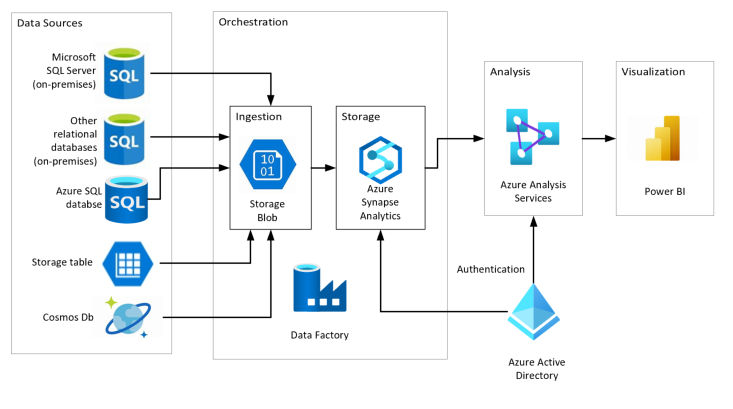 Data Sources
Orchestration
Microsoft
SQL Server
(on-premises)
SQL
Other
relational
databases
(on-premises)
SQL
Azure SQL
databse
SQL
Storage table
Cosmos Db
Ingestion
10
01
Storage
Blob
Storage
Azure
Synapse
Analytics
Data Factory
Analysis
Azure Analysis
Services
Visualization
Power BI
Authentication
Azure Active
Directory